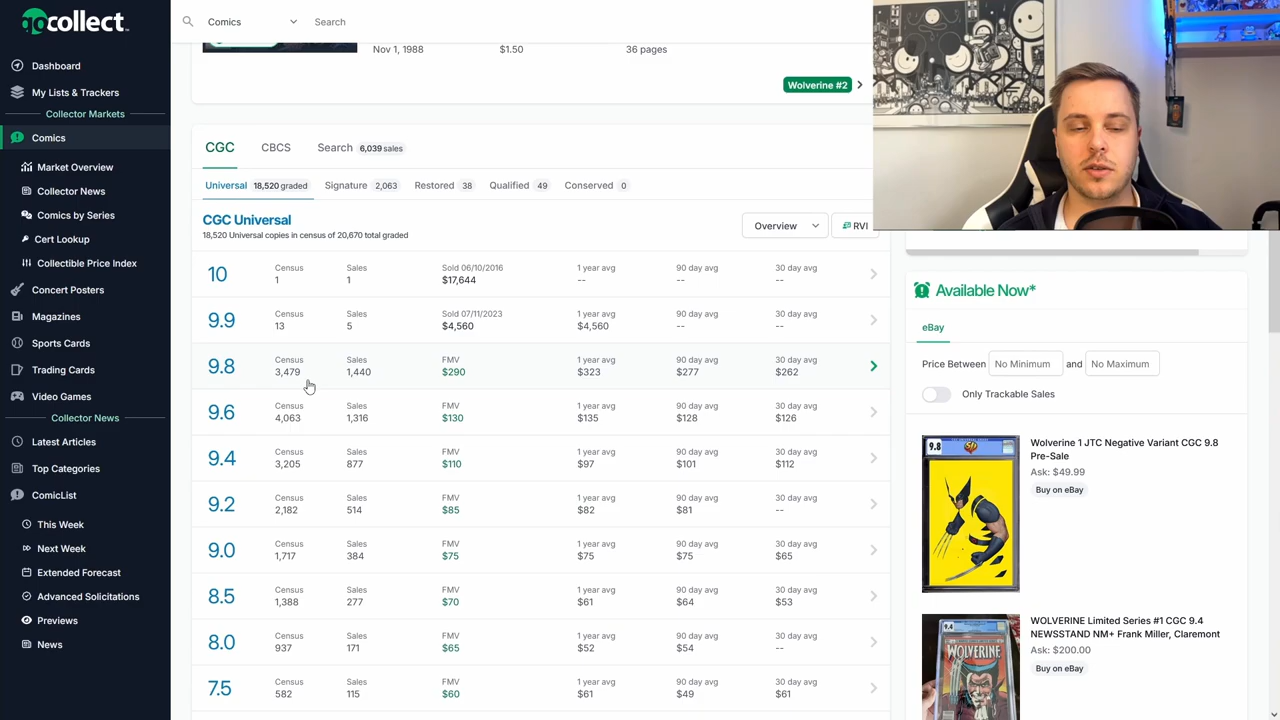 gocollect™
Comics
Search
Dashboard
My Lists & Trackers
Collector Markets
Comics
Market Overview
Collector News
Comics by Series
Cert Lookup
Collectible Price Index
Concert Posters
Magazines
Sports Cards
Trading Cards
Video Games
Collector News
Latest Articles
Top Categories
ComicList
This Week
Next Week
Extended Forecast
Advanced Solicitations
Previews
News
Nov 1, 1988 $1.50 36 pages
Wolverine #2
CGC CBCS Search 6,039 sales
Universal 18,520 graded Signature 2,063 Restored 38 Qualified 49 Conserved 0
CGC Universal
18,520 Universal copies in census of 20,670 total graded
Overview
RVI
10 Census Sales Sold 06/10/2016 1 year avg 90 day avg 30 day avg
1 1 $17,644 -- -- --
9.9 Census Sales Sold 07/11/2023 1 year avg 90 day avg 30 day avg
13 5 $4,560 $4,560 -- --
9.8 Census Sales FMV 1 year avg 90 day avg 30 day avg
3,479 1,440 $290 $323 $277 $262
9.6 Census Sales FMV 1 year avg 90 day avg 30 day avg
4,063 1,316 $130 $135 $128 $126
9.4 Census Sales FMV 1 year avg 90 day avg 30 day avg
3,205 877 $110 $97 $101 $112
9.2 Census Sales FMV 1 year avg 90 day avg 30 day avg
2,182 514 $85 $82 $81 --
9.0 Census Sales FMV 1 year avg 90 day avg 30 day avg
1,717 384 $75 $75 $75 $65
8.5 Census Sales FMV 1 year avg 90 day avg 30 day avg
1,388 277 $70 $61 $64 $53
8.0 Census Sales FMV 1 year avg 90 day avg 30 day avg
937 171 $65 $52 $54 --
7.5 Census Sales FMV 1 year avg 90 day avg 30 day avg
582 115 $60 $61 $49 $61
Available Now*
eBay
Price Between No Minimum and No Maximum
Only Trackable Sales
9.8
Wolverine 1 JTC Negative Variant CGC 9.8
Pre-Sale
Ask: $49.99
Buy on eBay
9.4
WOLVERINE
WOLVERINE Limited Series #1 CGC 9.4
NEWSSTAND NM+ Frank Miller, Claremont
Ask: $200.00
Buy on eBay